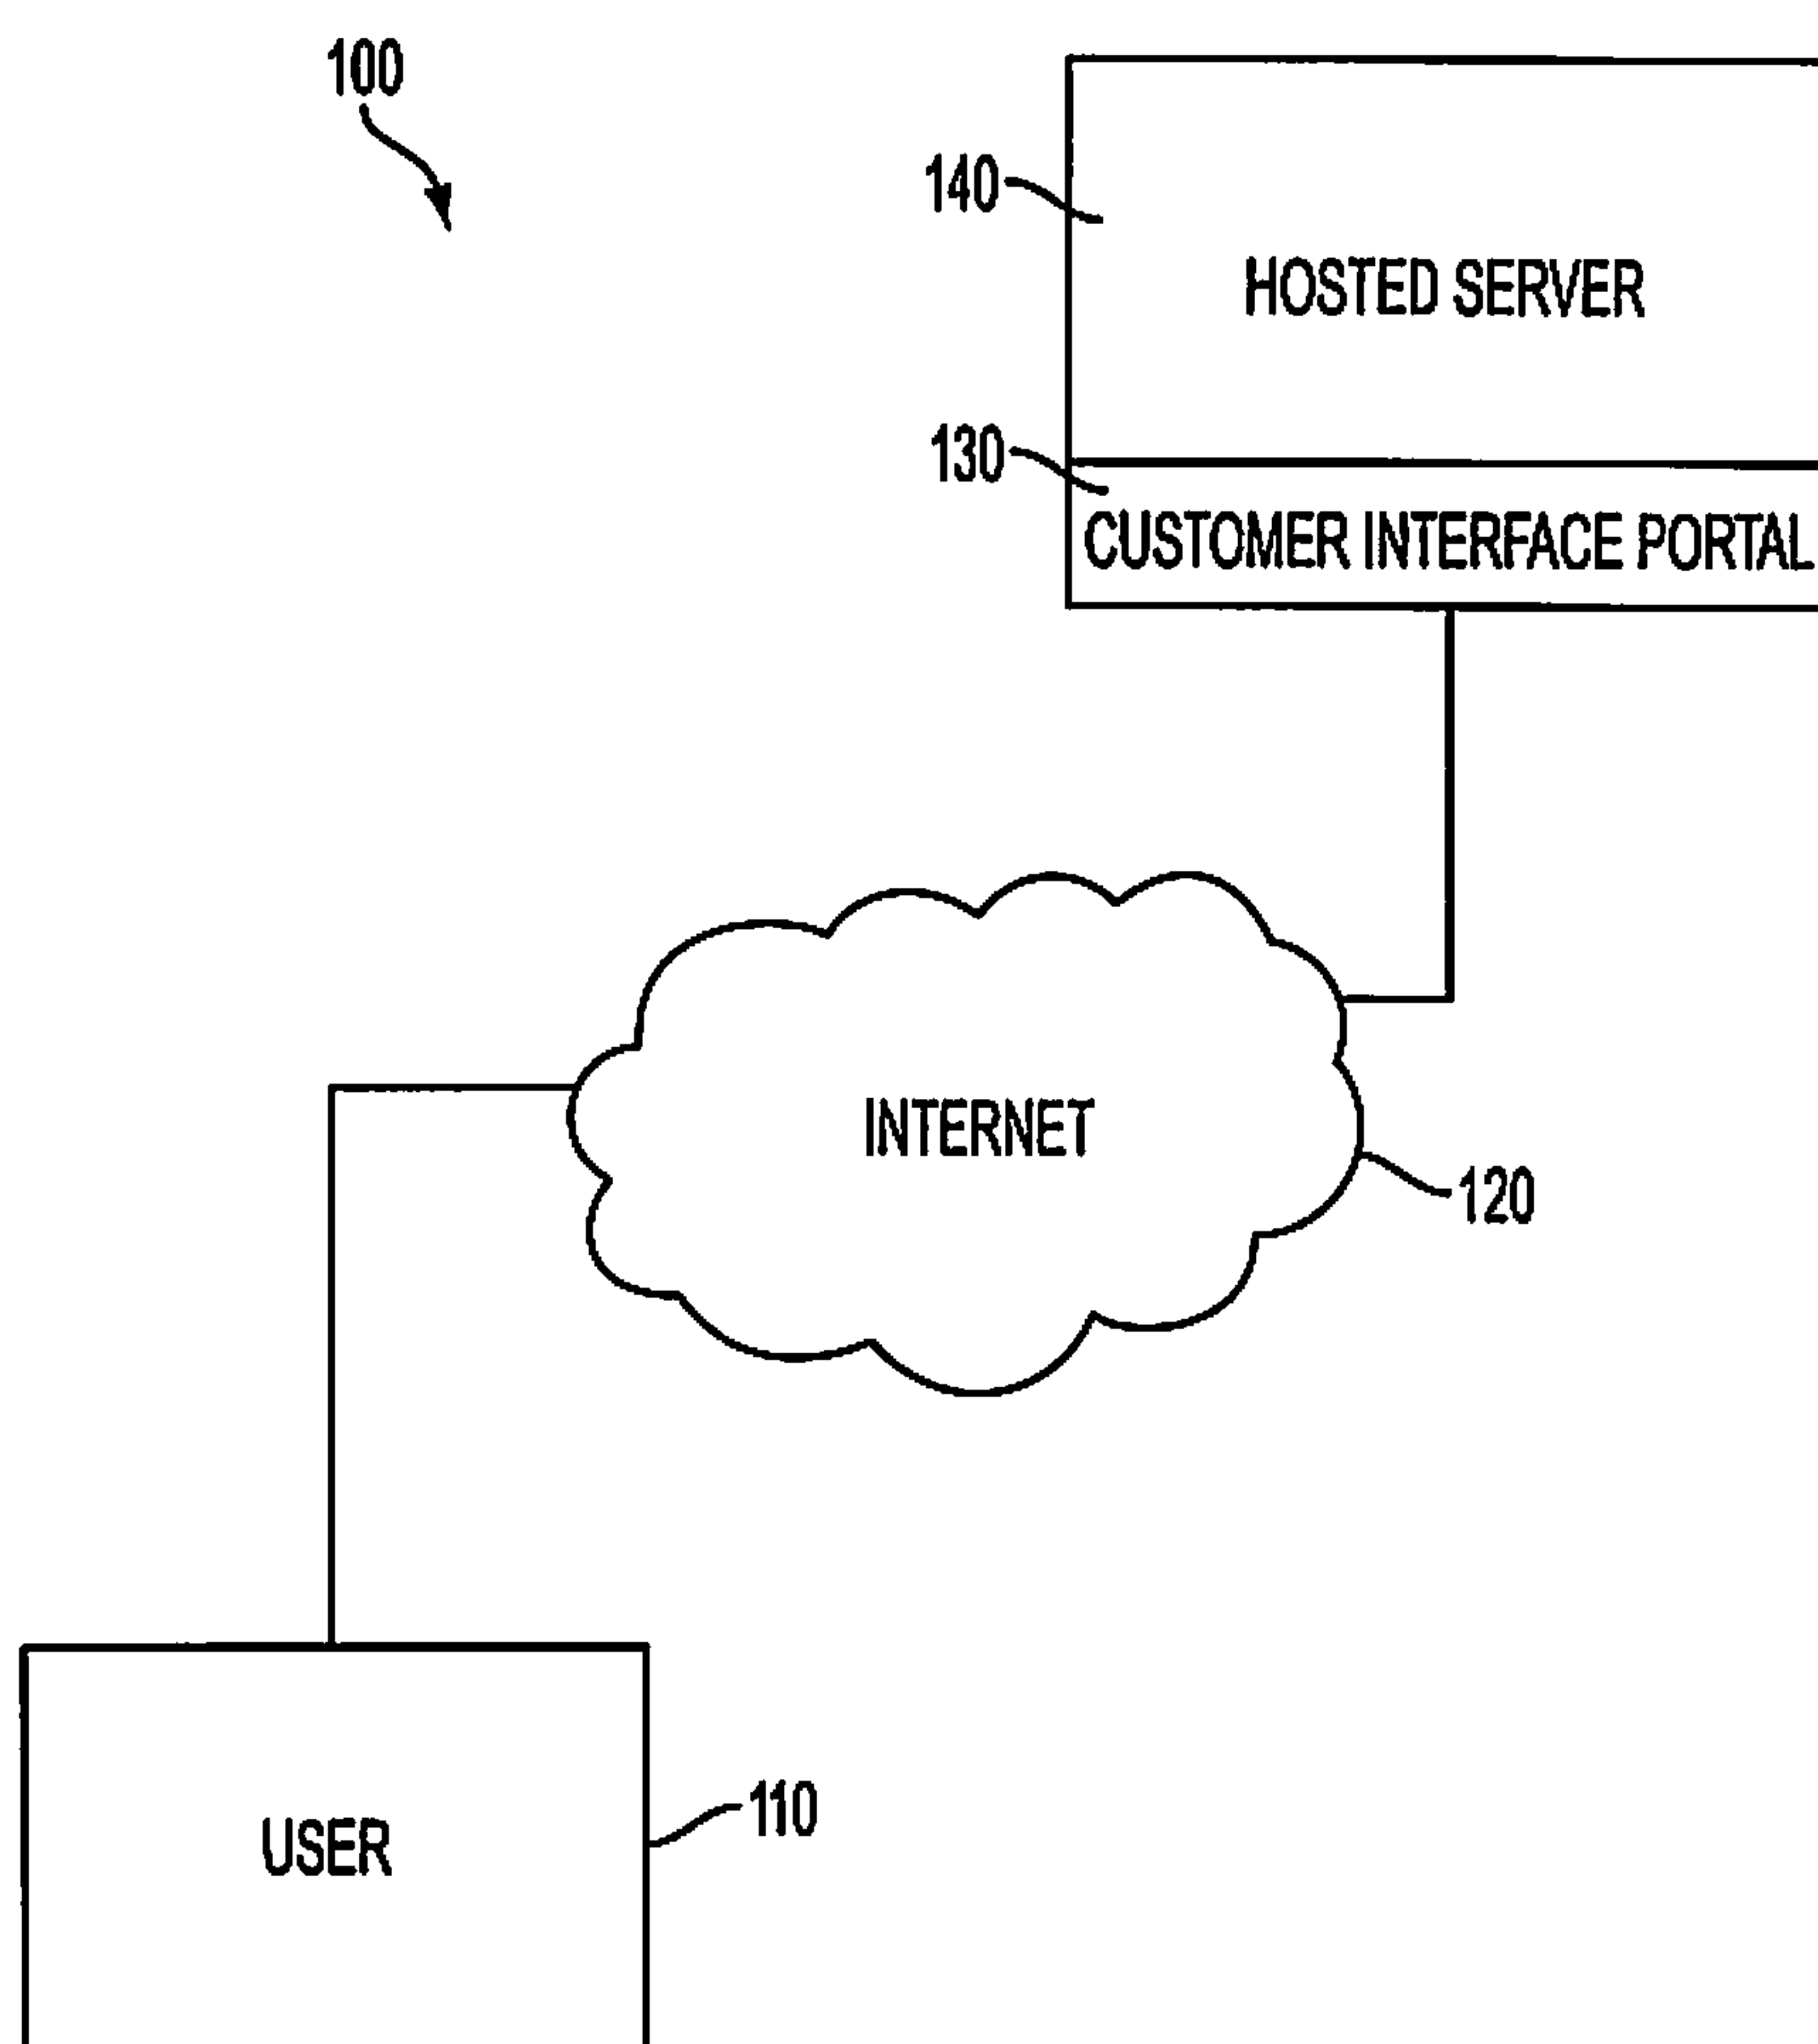 100
140
HOSTED SERVER
130
CUSTOMER INTERFACE PORTAL
INTERNET
120
110
USER